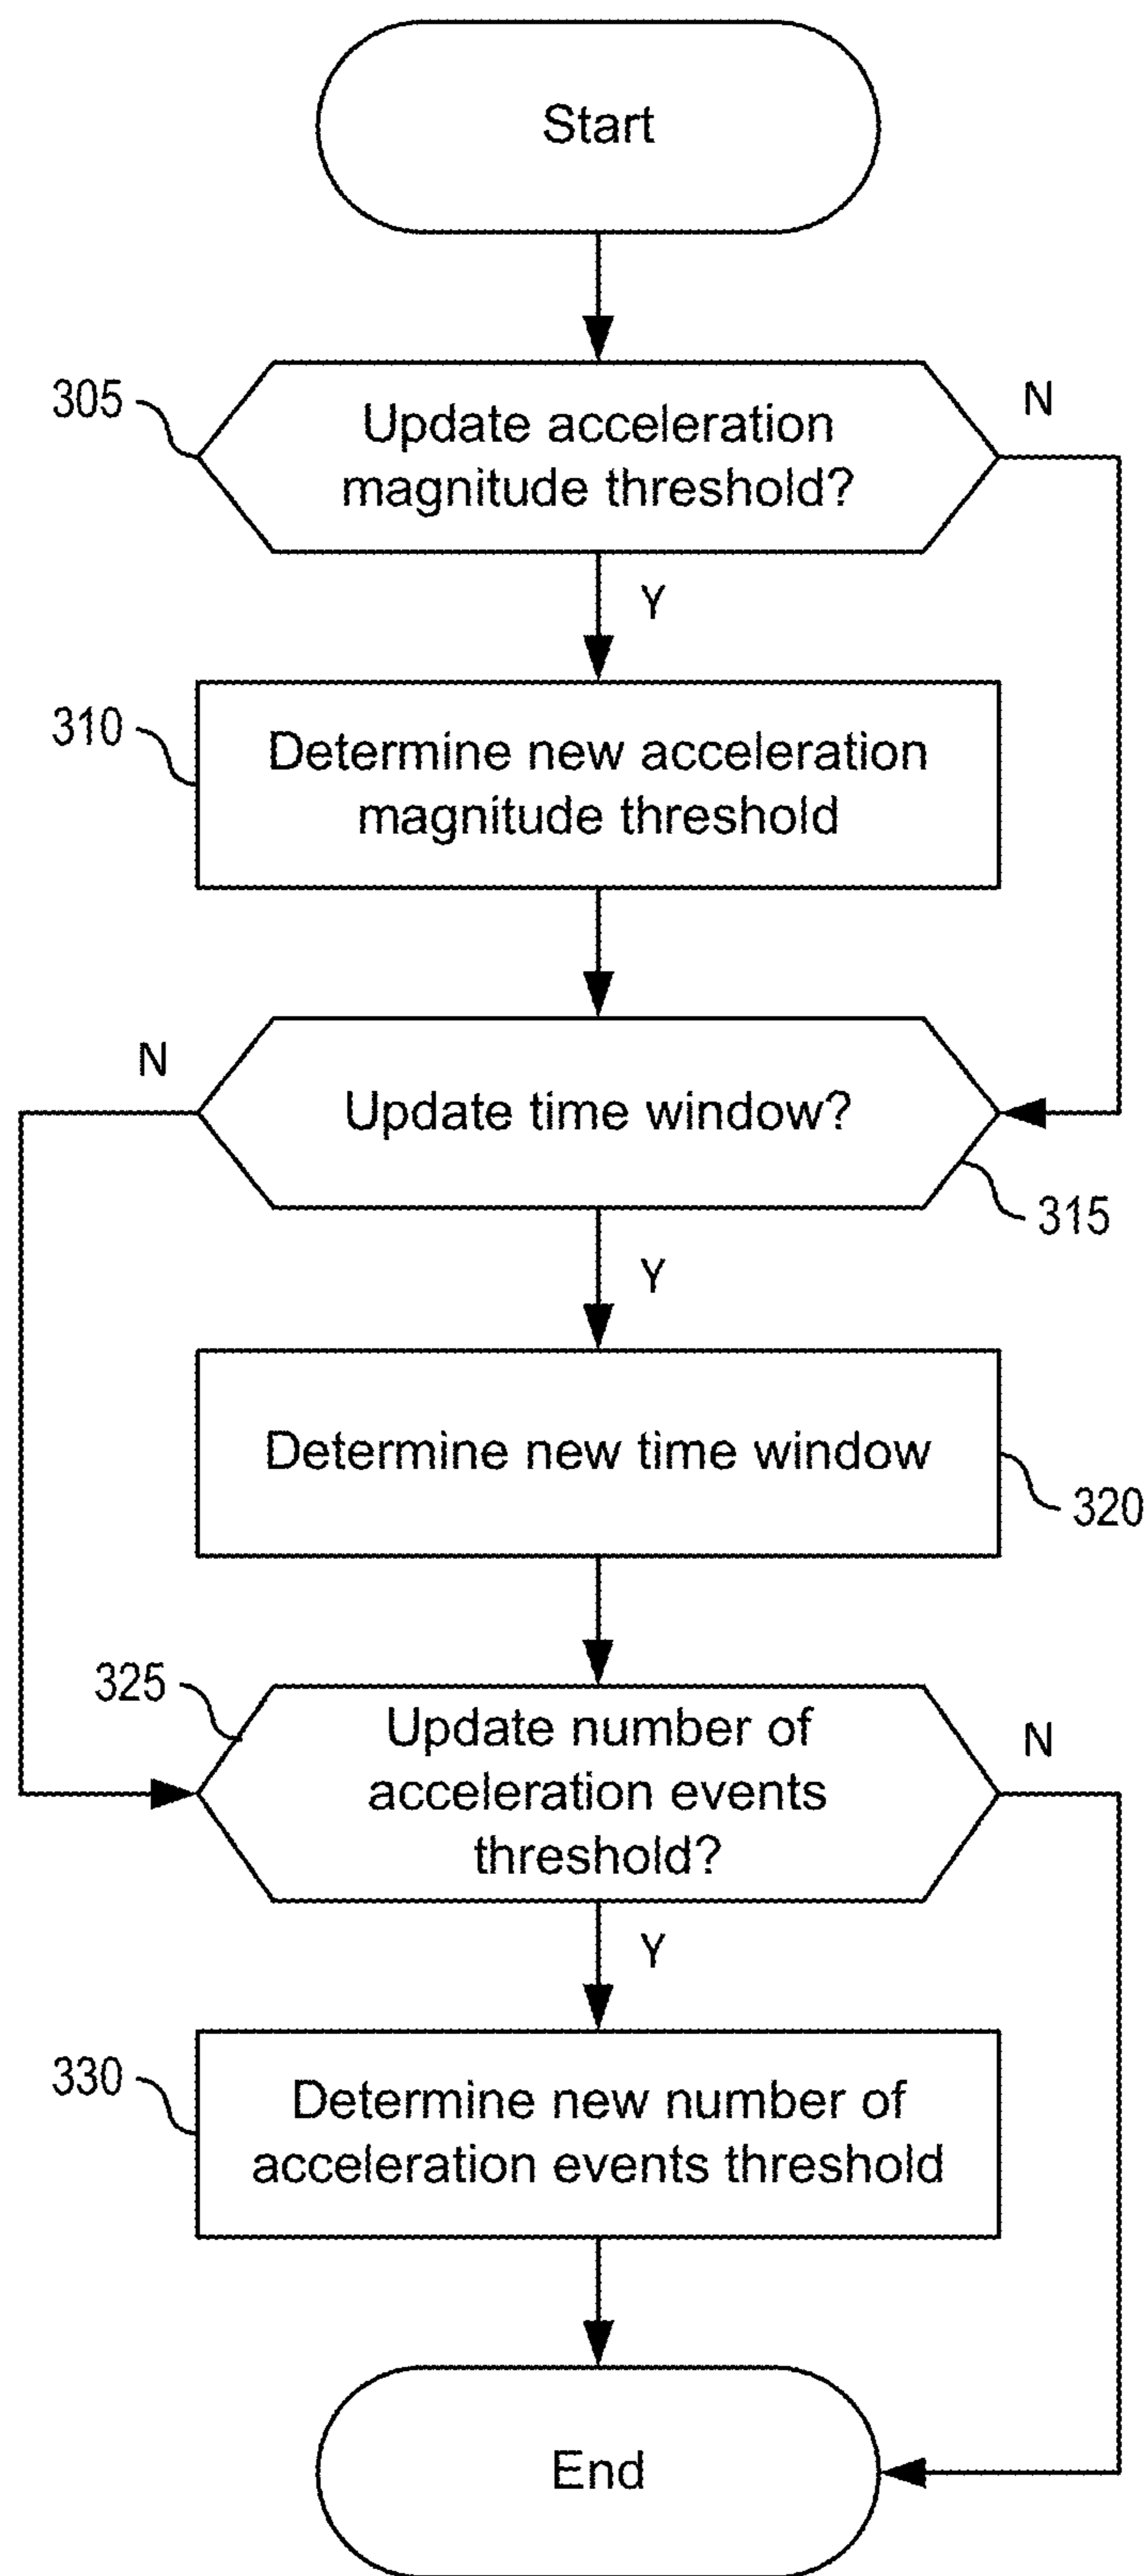 Start
305
Update acceleration
magnitude threshold?
N
Y
310
Determine new acceleration
magnitude threshold
N
Update time window?
315
Y
Determine new time window
320
325
Update number of
acceleration events
threshold?
N
Y
330
Determine new number of
acceleration events threshold
End